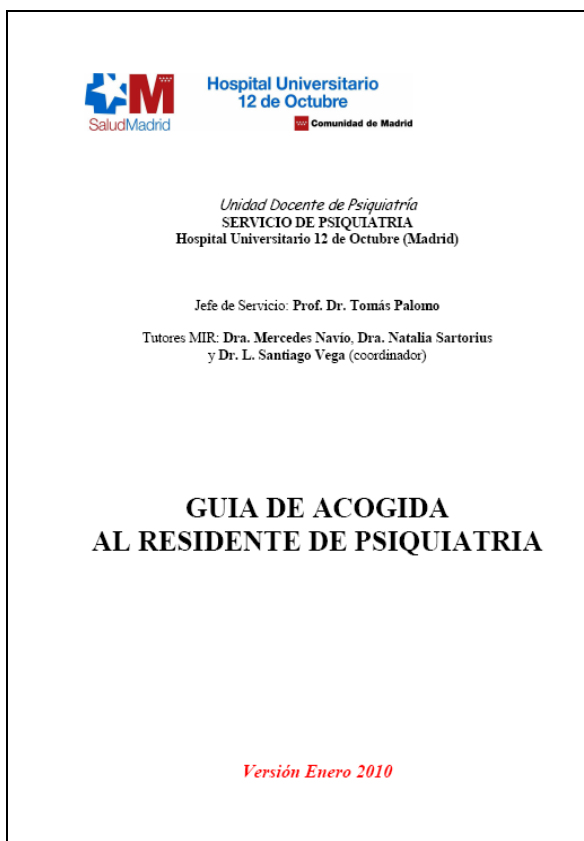 SaludMadrid
Hospital Universitario
12 de Octubre
Comunidad de Madrid
Unidad Docente de Psiquiatría
SERVICIO DE PSIQUIATRIA
Hospital Universitario 12 de Octubre (Madrid)
Jefe de Servicio: Prof. Dr. Tomás Palomo
Tutores MIR: Dra. Mercedes Navío, Dra. Natalia Sartorius
y Dr. L. Santiago Vega (coordinador)
GUIA DE ACOGIDA
AL RESIDENTE DE PSIQUIATRIA
Versión Enero 2010